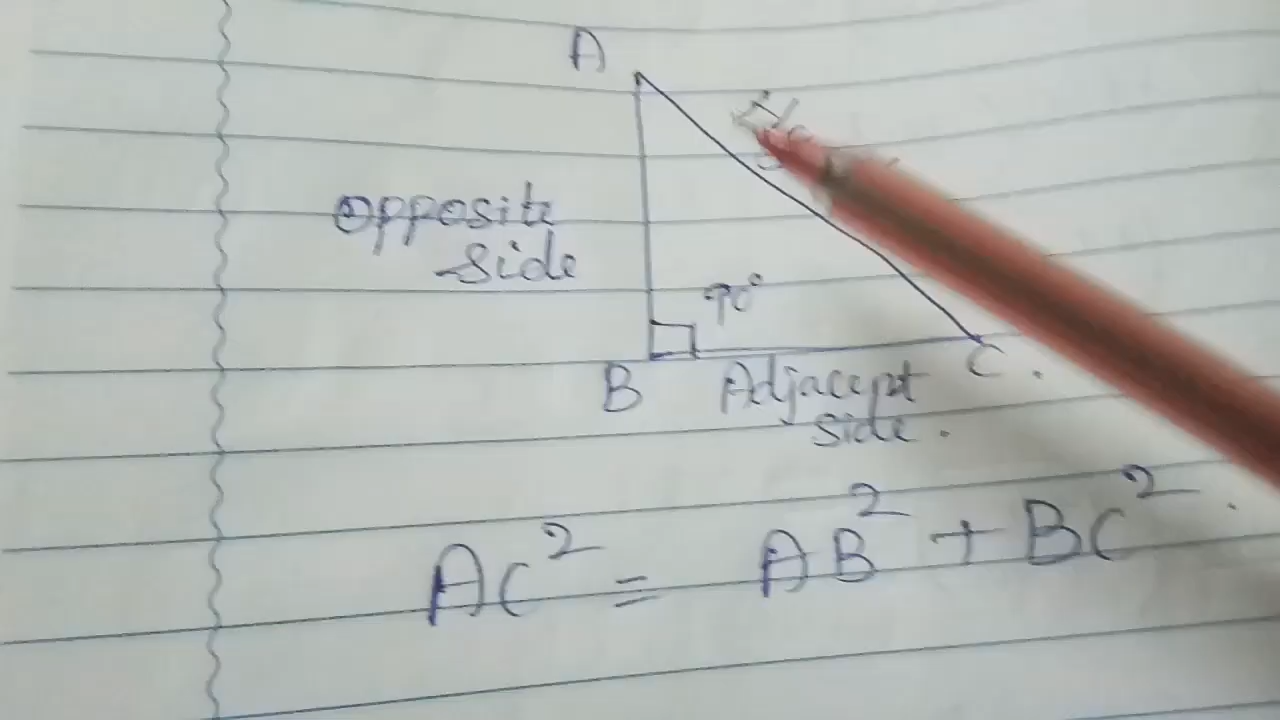 A
Opposite
side
90°
B
Adjacent
side.
C.
AC² = AB² + BC².